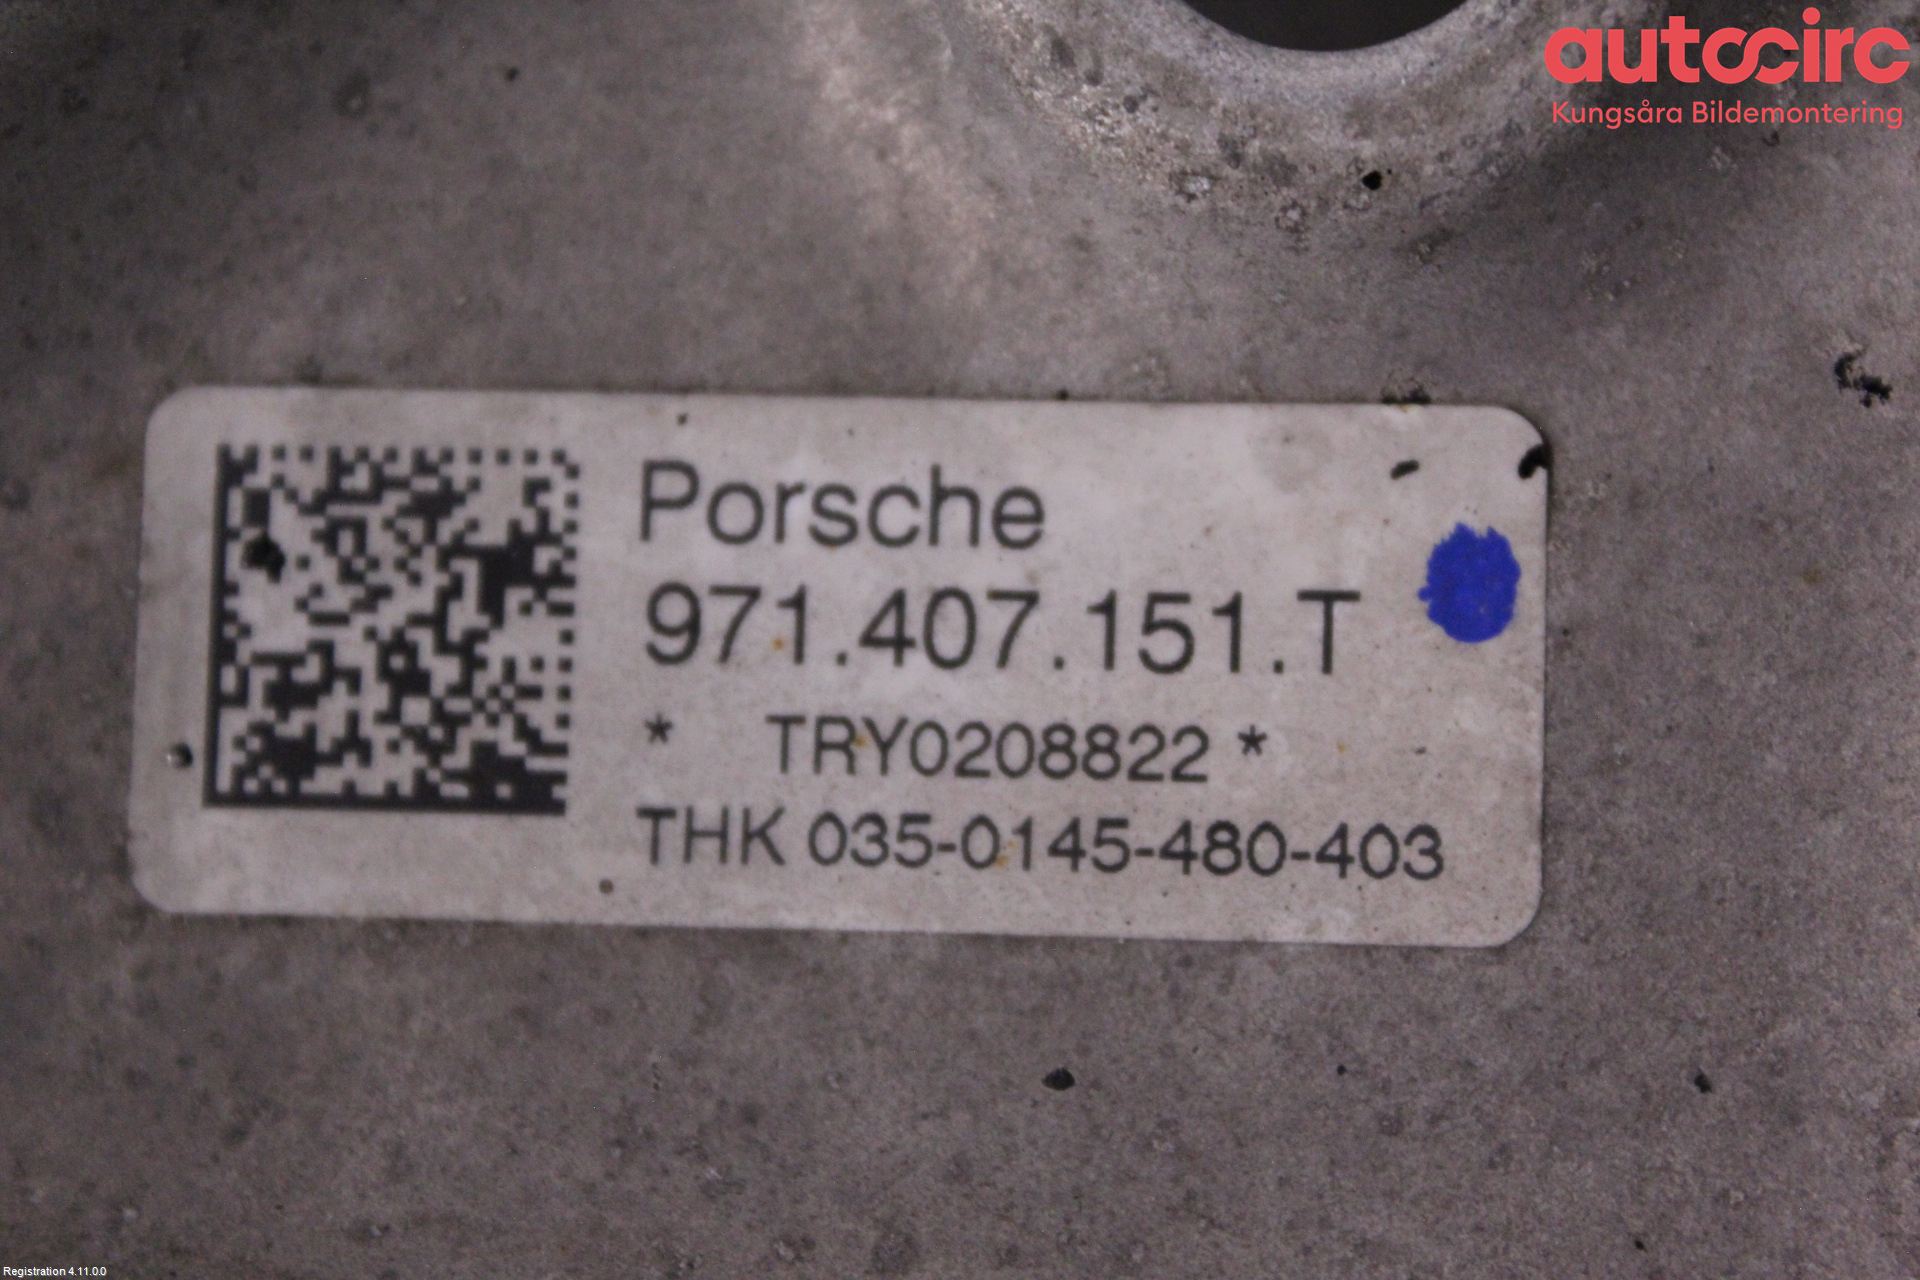 autocirc
Kungsåra Bildemontering
Porsche
971.407.151.T
* TRY0208822 *
THK 035-0145-480-403
Registration 4.11.0.0